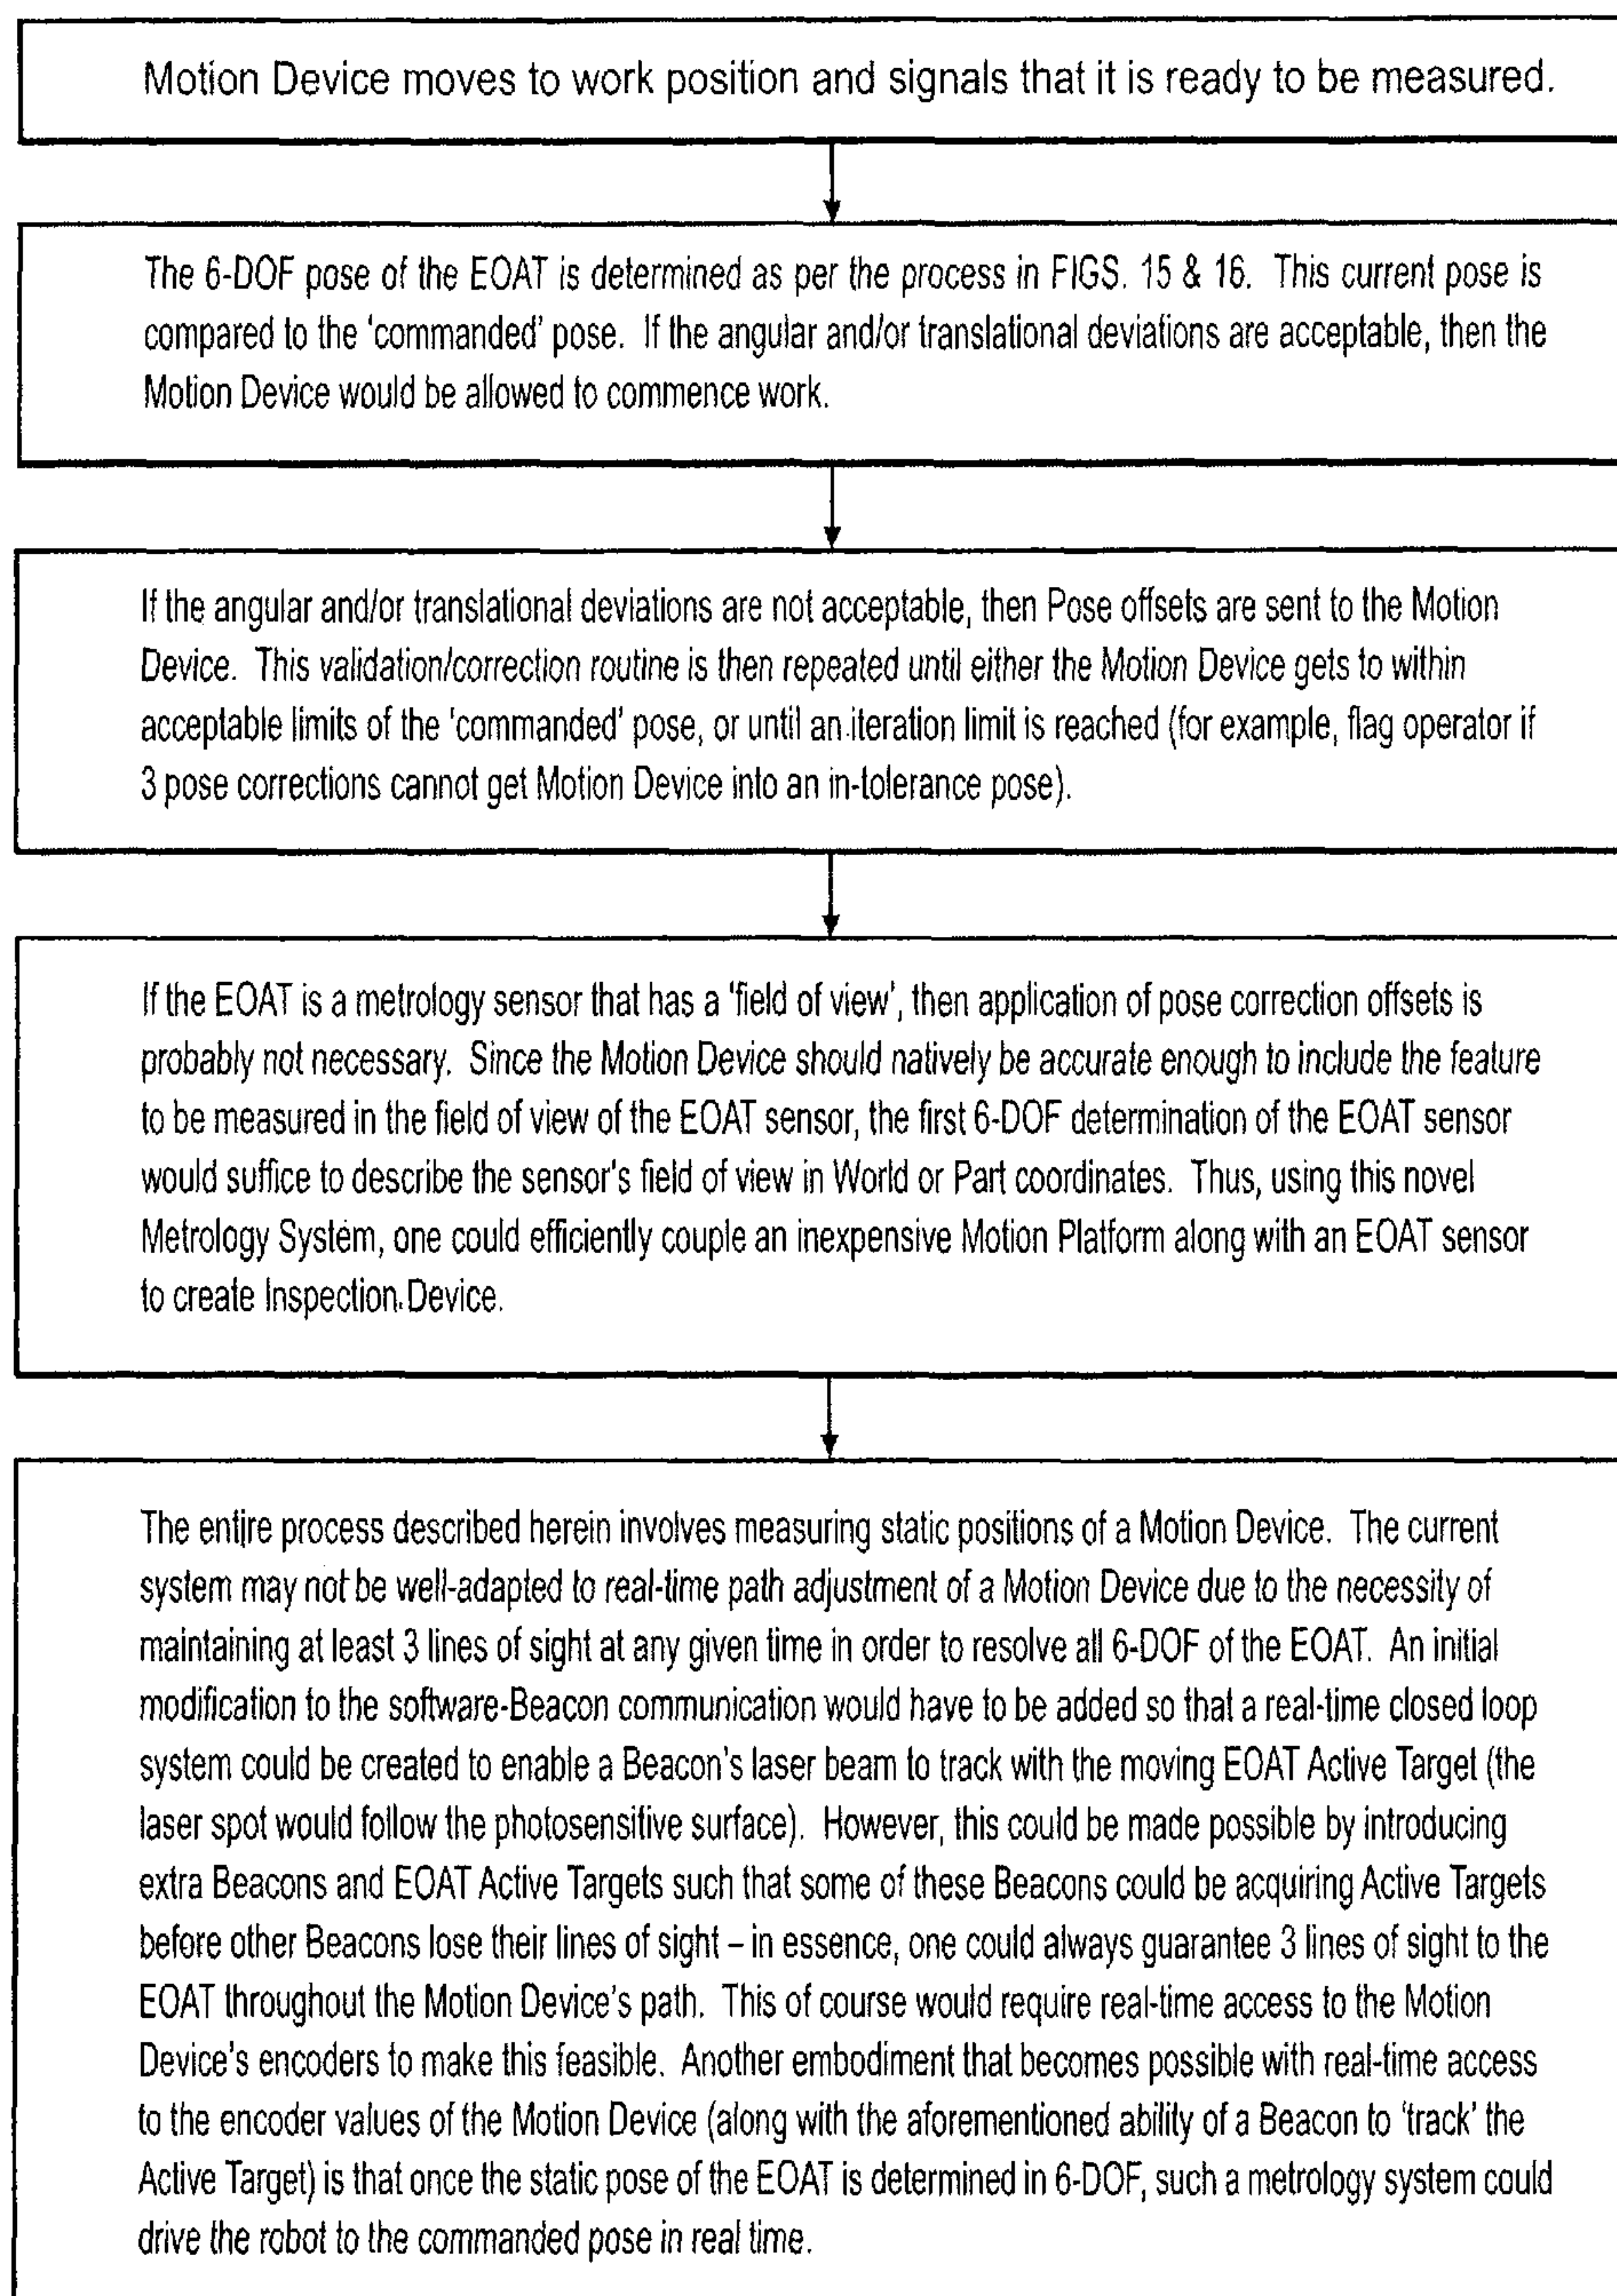 Motion Device moves to work position and signals that it is ready to be measured.
The 6-DOF pose of the EOAT is determined as per the process in FIGS. 15 & 16. This current pose is
compared to the 'commanded' pose. If the angular and/or translational deviations are acceptable, then the
Motion Device would be allowed to commence work.
If the angular and/or translational deviations are not acceptable, then Pose offsets are sent to the Motion
Device. This validation/correction routine is then repeated until either the Motion Device gets to within
acceptable limits of the 'commanded' pose, or until an iteration limit is reached (for example, flag operator if
3 pose corrections cannot get Motion Device into an in-tolerance pose).
If the EOAT is a metrology sensor that has a 'field of view', then application of pose correction offsets is
probably not necessary. Since the Motion Device should natively be accurate enough to include the feature
to be measured in the field of view of the EOAT sensor, the first 6-DOF determination of the EOAT sensor
would suffice to describe the sensor's field of view in World or Part coordinates. Thus, using this novel
Metrology System, one could efficiently couple an inexpensive Motion Platform along with an EOAT sensor
to create Inspection Device.
The entire process described herein involves measuring static positions of a Motion Device. The current
system may not be well-adapted to real-time path adjustment of a Motion Device due to the necessity of
maintaining at least 3 lines of sight at any given time in order to resolve all 6-DOF of the EOAT. An initial
modification to the software-Beacon communication would have to be added so that a real-time closed loop
system could be created to enable a Beacon's laser beam to track with the moving EOAT Active Target (the
laser spot would follow the photosensitive surface). However, this could be made possible by introducing
extra Beacons and EOAT Active Targets such that some of these Beacons could be acquiring Active Targets
before other Beacons lose their lines of sight – in essence, one could always guarantee 3 lines of sight to the
EOAT throughout the Motion Device's path. This of course would require real-time access to the Motion
Device's encoders to make this feasible. Another embodiment that becomes possible with real-time access
to the encoder values of the Motion Device (along with the aforementioned ability of a Beacon to 'track' the
Active Target) is that once the static pose of the EOAT is determined in 6-DOF, such a metrology system could
drive the robot to the commanded pose in real time.